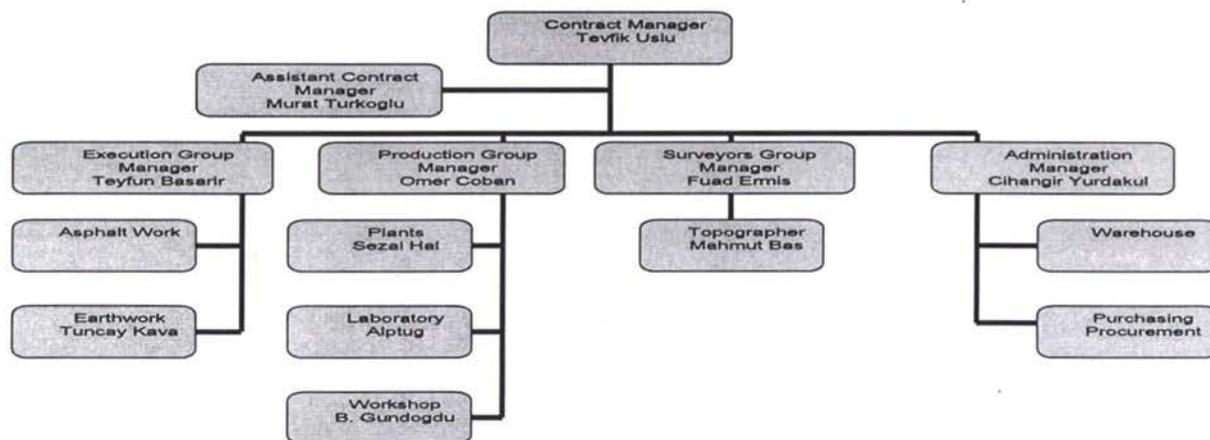 Contract Manager
Tevfik Uslu
Assistant Contract
Manager
Murat Turkoglu
Execution Group
Manager
Teyfun Basarir
Production Group
Manager
Omer Coban
Surveyors Group
Manager
Fuad Ermis
Administration
Manager
Cihangir Yurdakul
Asphalt Work
Plants
Sezai Hal
Topographer
Mahmut Bas
Warehouse
Earthwork
Tuncay Kava
Laboratory
Alptug
Purchasing
Procurement
Workshop
B. Gundogdu